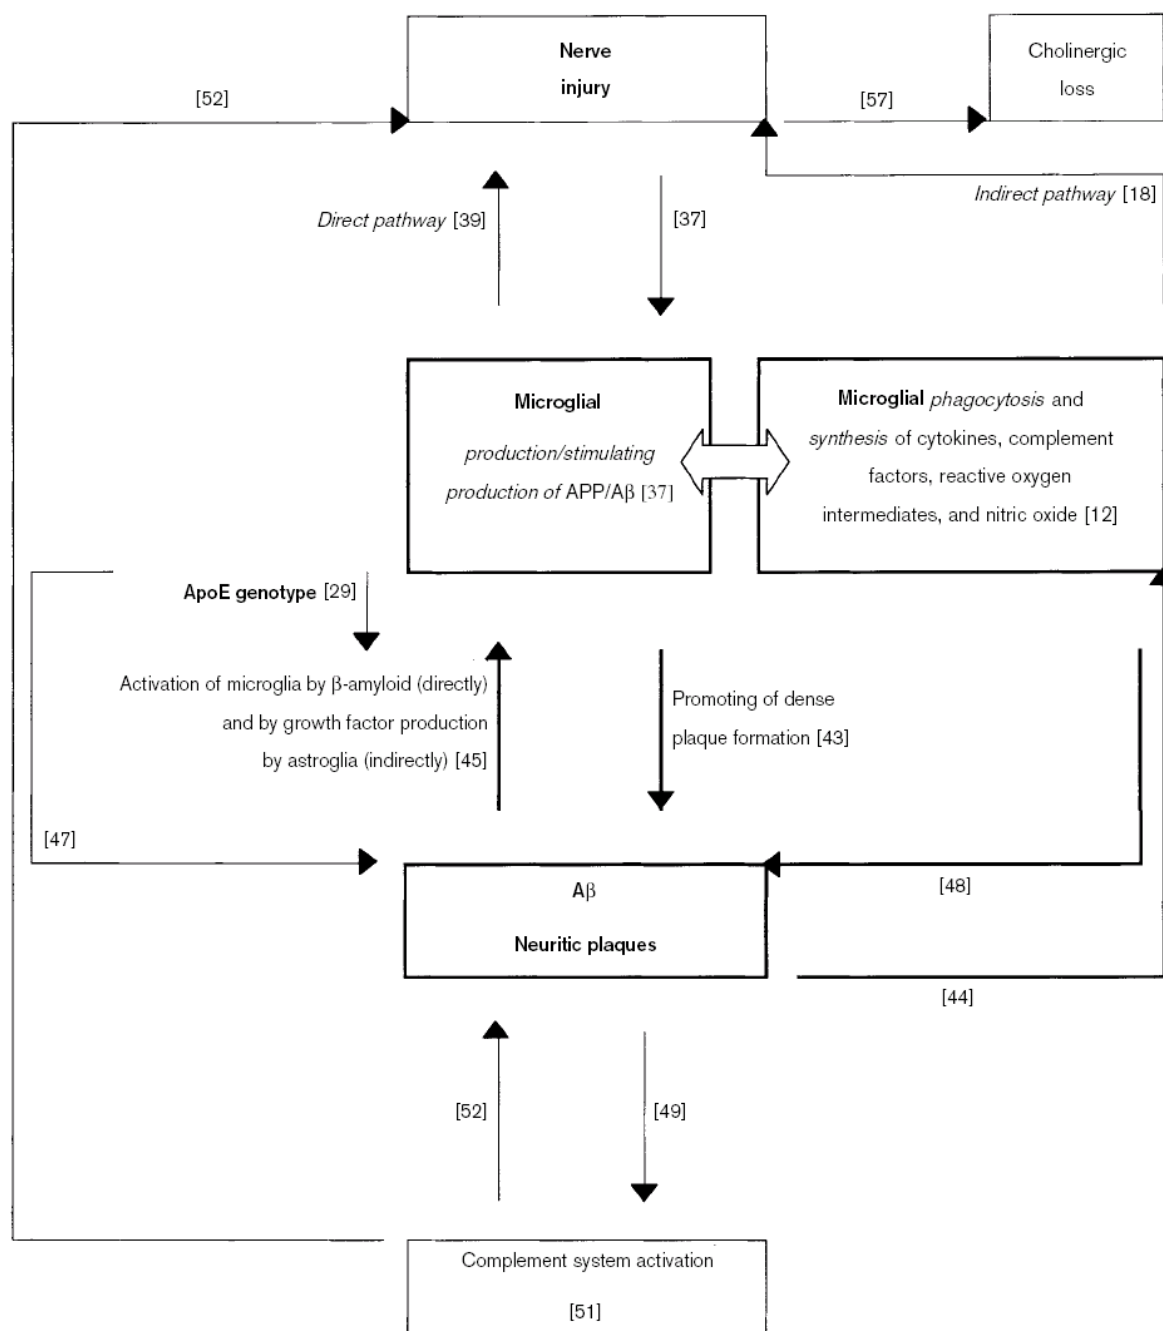 Nerve
injury
Cholinergic
loss
[52]
[57]
Direct pathway [39]
[37]
Indirect pathway [18]
Microglial
production/stimulating
production of APP/Aβ [37]
Microglial phagocytosis and
synthesis of cytokines, complement
factors, reactive oxygen
intermediates, and nitric oxide [12]
ApoE genotype [29]
Activation of microglia by β-amyloid (directly)
and by growth factor production
by astroglia (indirectly) [45]
Promoting of dense
plaque formation [43]
[47]
[48]
Aβ
Neuritic plaques
[44]
[52]
[49]
Complement system activation
[51]